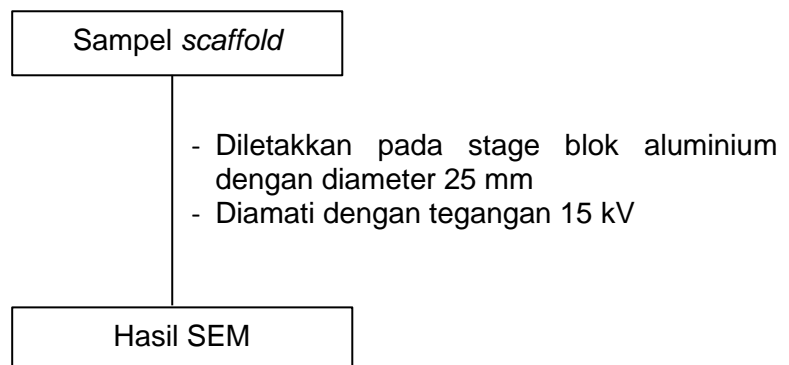 Sampel scaffold
- Diletakkan pada stage blok aluminium
dengan diameter 25 mm
- Diamati dengan tegangan 15 kV
Hasil SEM